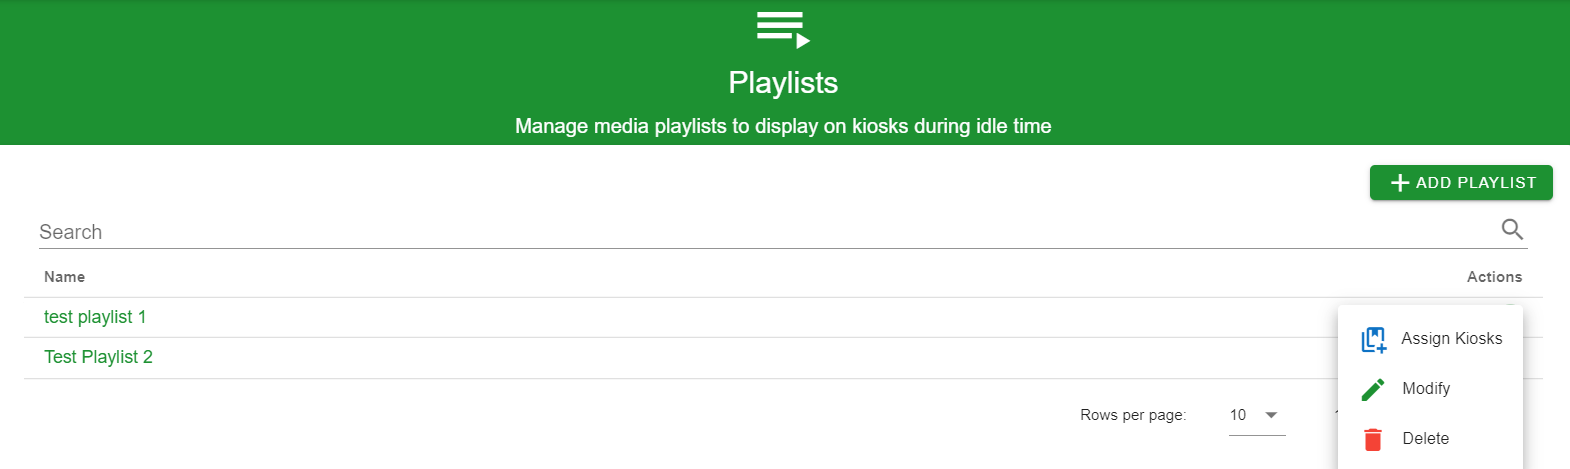 Playlists
Manage media playlists to display on kiosks during idle time
ADD PLAYLIST
Search
Name Actions
test playlist 1
Assign Kiosks
Test Playlist 2
Modify
Rows per page: 10
Delete